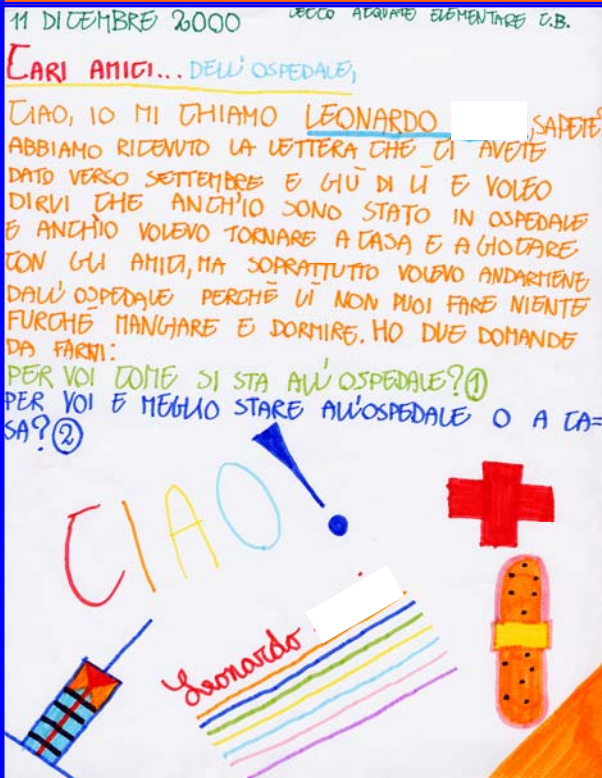 11 DICEMBRE 2000 LECCO ACQUATE ELEMENTARE C.B.
CARI AMICI... DELL'OSPEDALE,
CIAO, IO MI CHIAMO LEONARDO , SAPETE
ABBIAMO RICEVUTO LA LETTERA CHE CI AVETE
DATO VERSO SETTEMBRE E GIÙ DI LÌ E VOLEO
DIRVI CHE ANCH'IO SONO STATO IN OSPEDALE
E ANCH'IO VOLEVO TORNARE A CASA E A GIOCARE
CON GLI AMICI, MA SOPRATTUTTO VOLEVO ANDARMENE
DALL'OSPEDALE PERCHÉ LÌ NON PUOI FARE NIENTE
FURCHÉ MANGIARE E DORMIRE. HO DUE DOMANDE
DA FARVI:
PER VOI COME SI STA ALL'OSPEDALE? 1
PER VOI E MEGLIO STARE ALL'OSPEDALE O A CA=
SA? 2
CIAO!
Leonardo